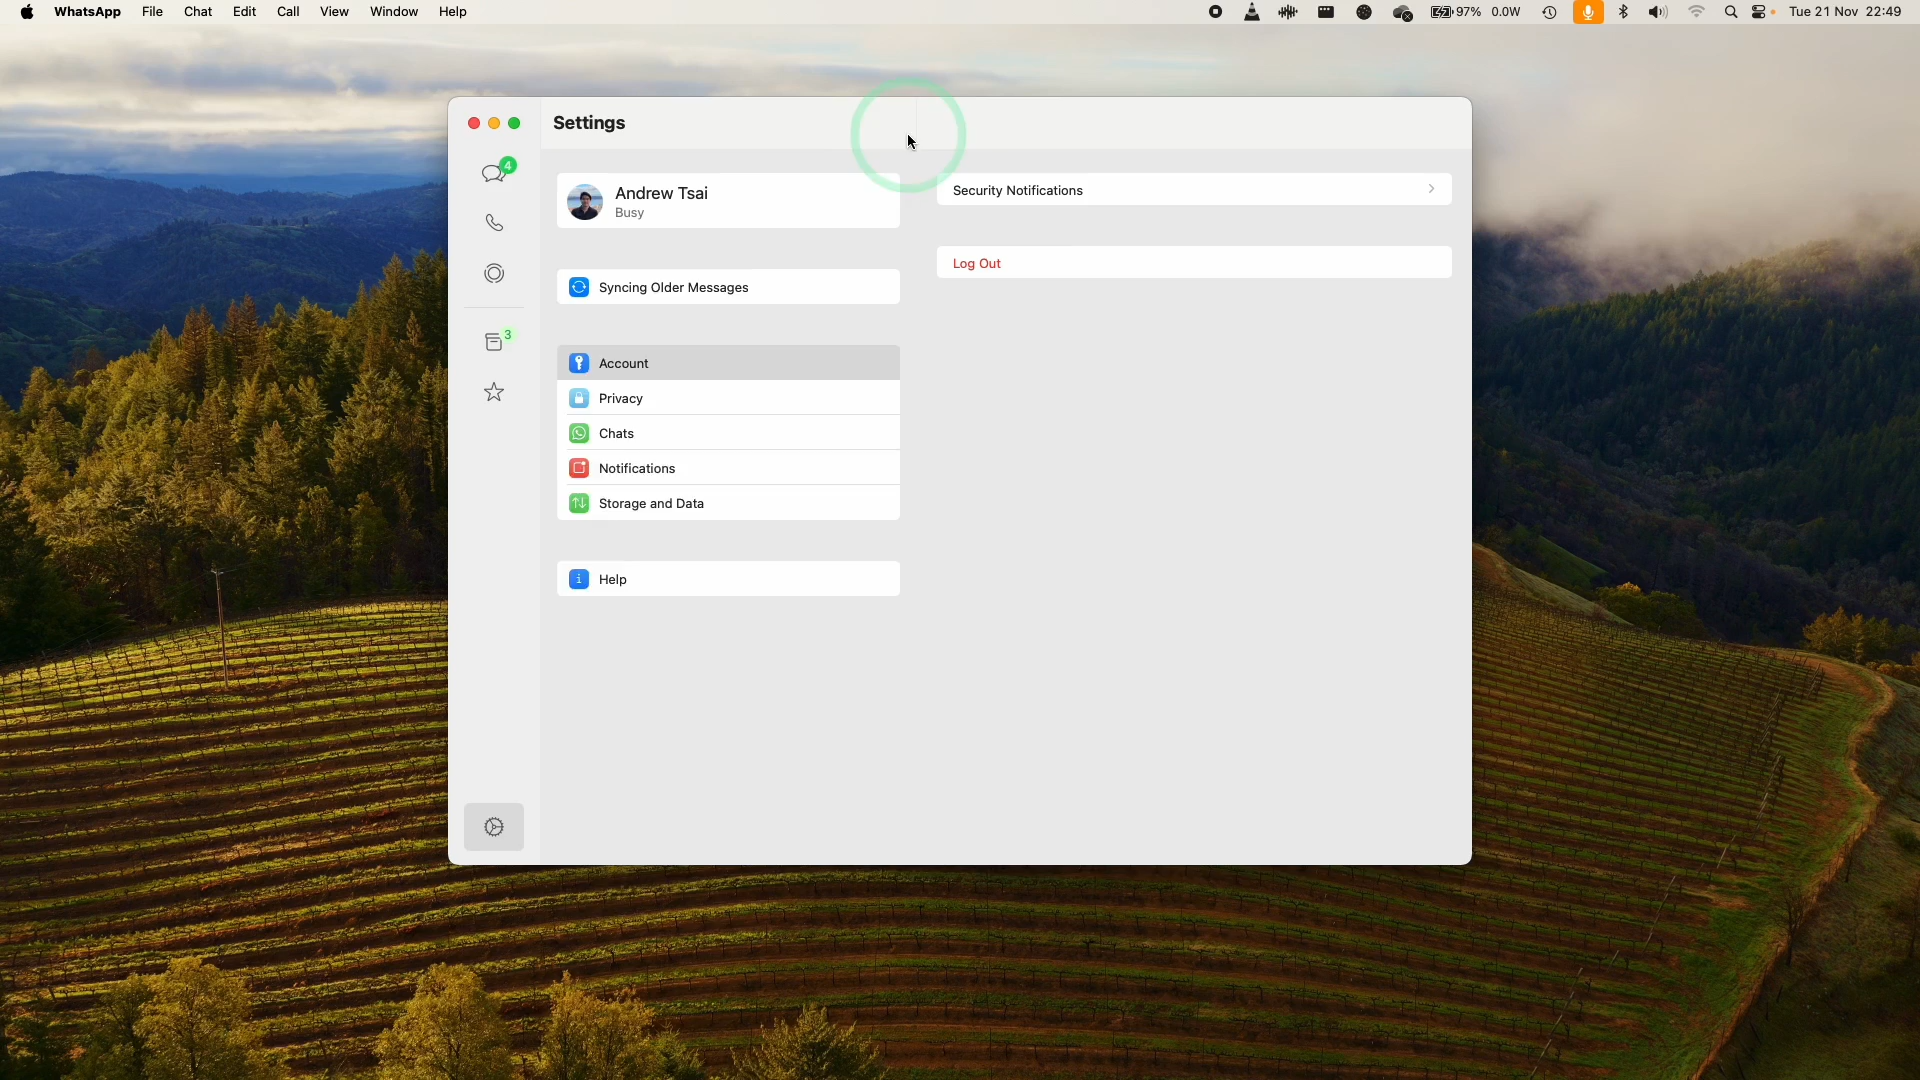 WhatsApp File Chat Edit Call View Window Help
97% 0.0W Tue 21 Nov 22:49
Settings
4
Andrew Tsai
Busy
Security Notifications
Log Out
Syncing Older Messages
3
Account
Privacy
Chats
Notifications
Storage and Data
Help